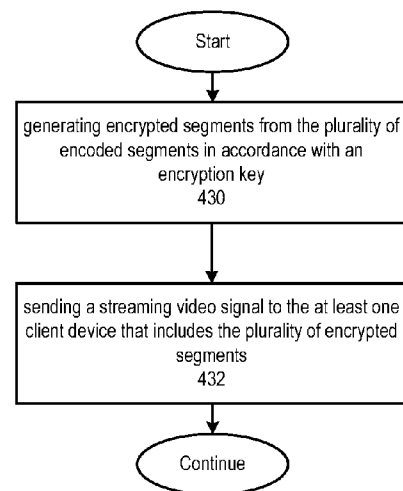 Start
generating encrypted segments from the plurality of
encoded segments in accordance with an
encryption key
430
sending a streaming video signal to the at least one
client device that includes the plurality of encrypted
segments
432
Continue